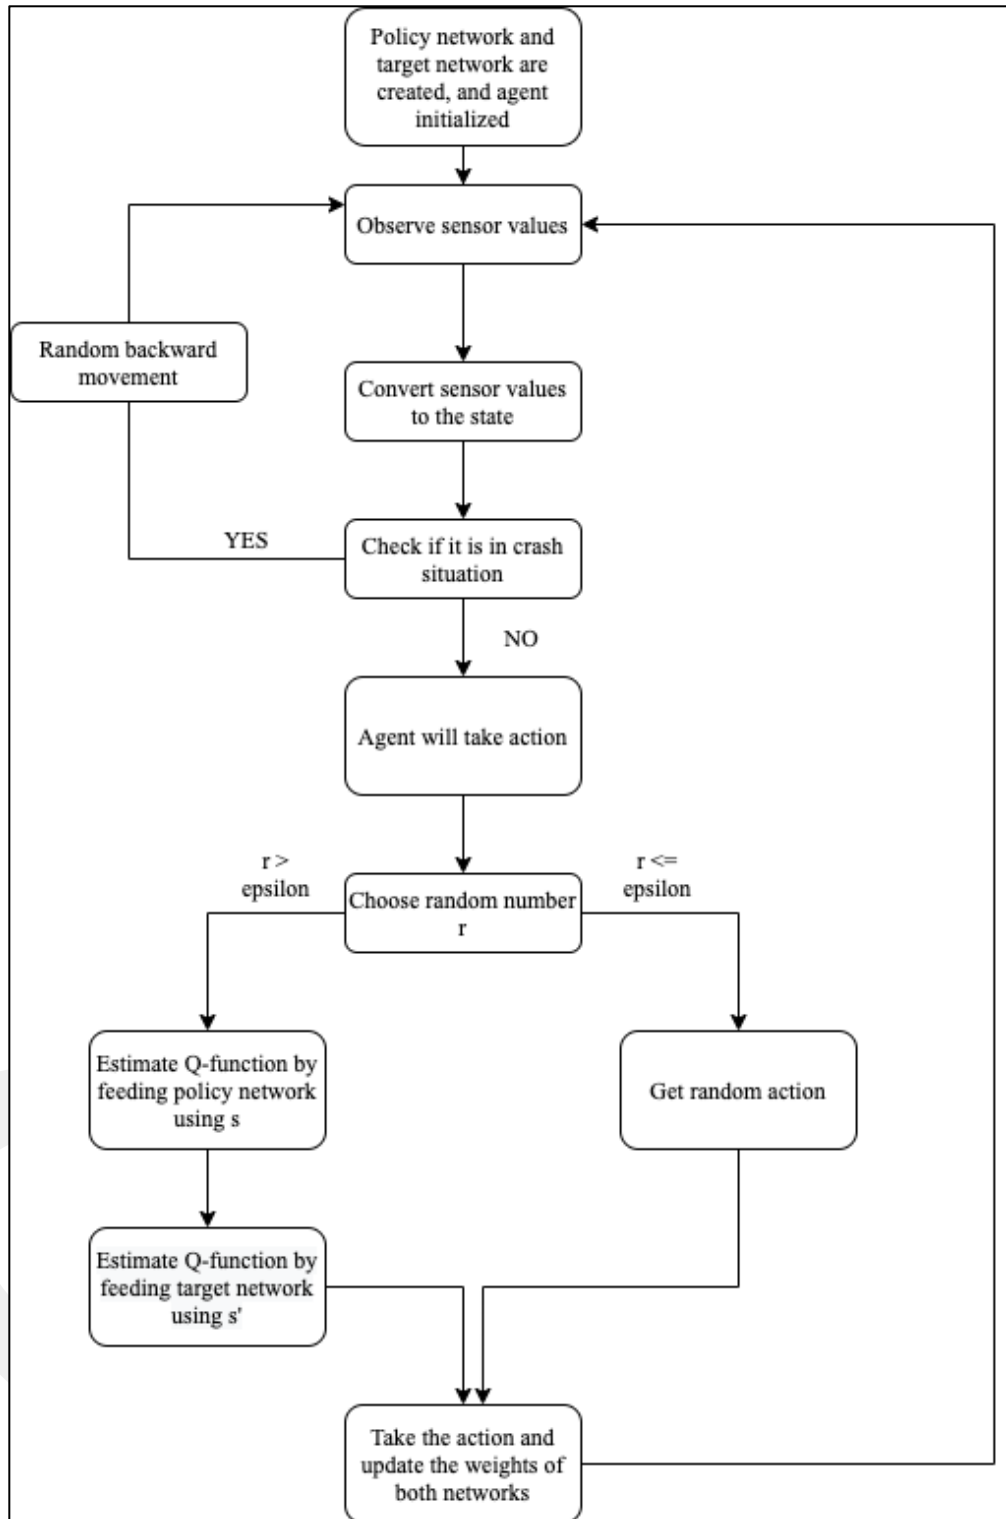 Policy network and
target network are
created, and agent
initialized
Observe sensor values
Random backward
movement
Convert sensor values
to the state
YES
Check if it is in crash
situation
NO
Agent will take action
r >
epsilon
r <=
epsilon
Choose random number
r
Estimate Q-function by
feeding policy network
using s
Get random action
Estimate Q-function by
feeding target network
using s'
Take the action and
update the weights of
both networks